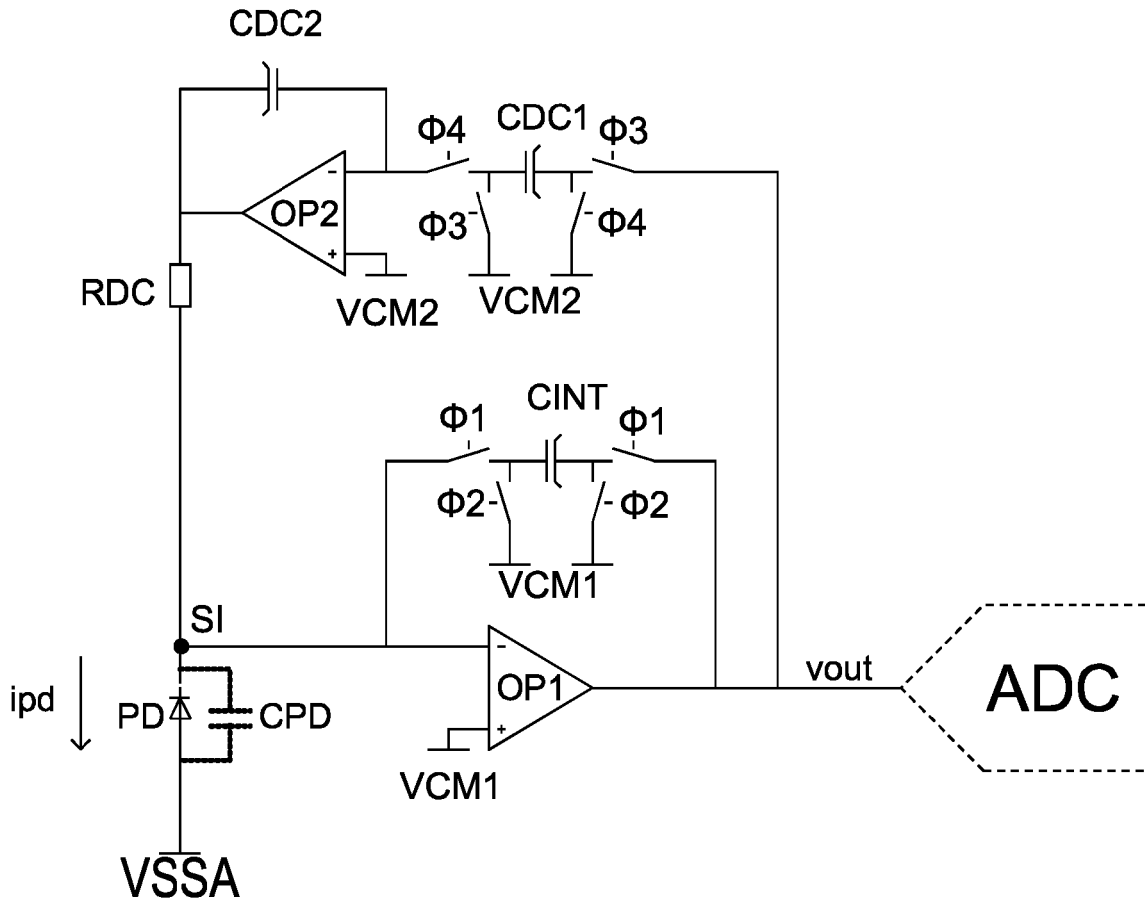 CDC2
CDC1
Φ4
Φ3
OP2
Φ3
Φ4
RDC
VCM2
VCM2
CINT
Φ1
Φ1
Φ2
Φ2
VCM1
SI
OP1
vout
ADC
ipd
PD
CPD
VCM1
VSSA